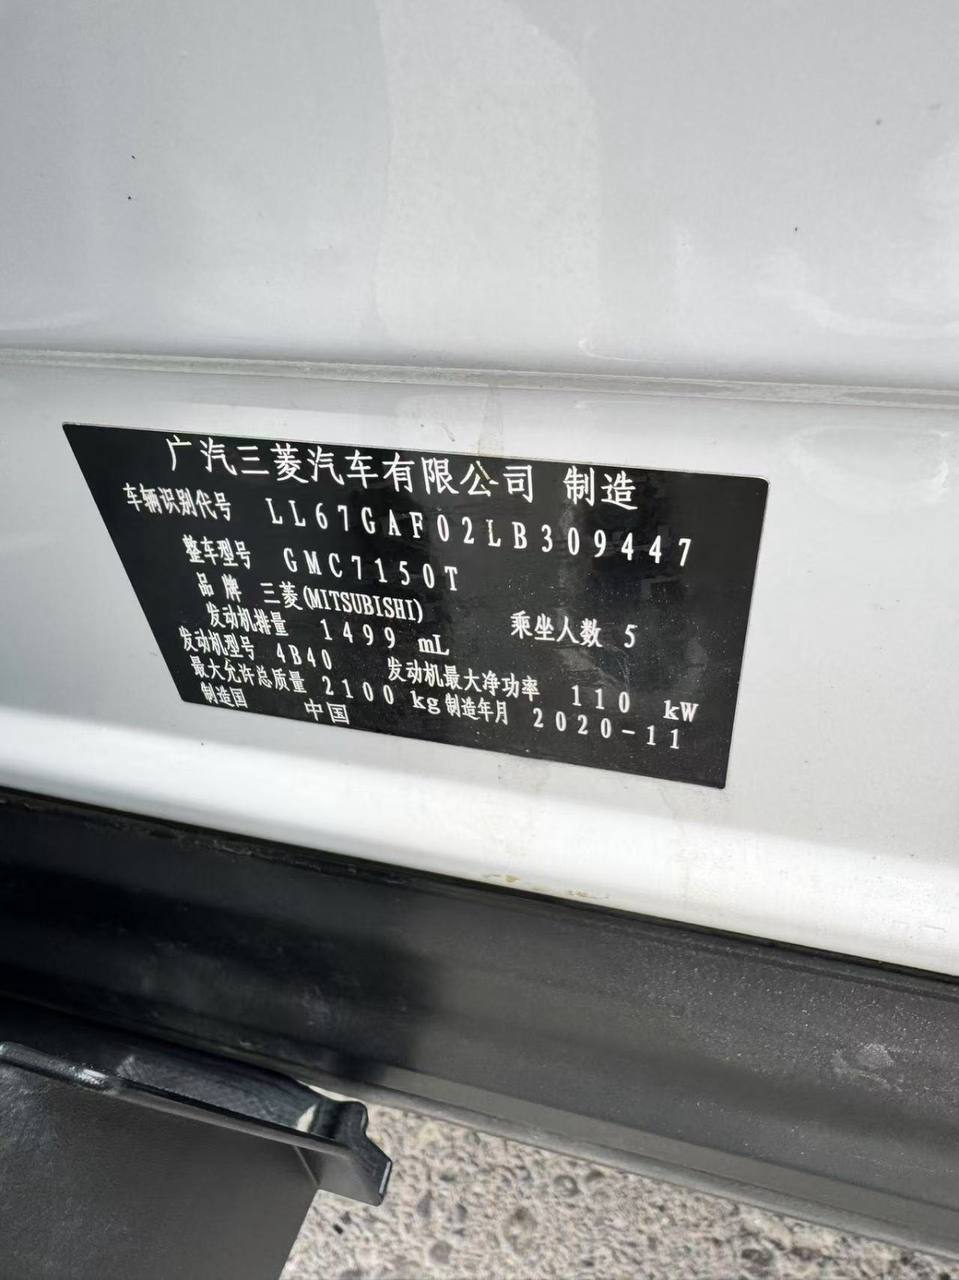 广汽三菱汽车有限公司 制造
车辆识别代号 LL67GAF02LB309447
整车型号 GMC7150T
品牌 三菱(MITSUBISHI)
发动机排量 1499 mL 乘坐人数 5
发动机型号 4B40 发动机最大净功率 110 kW
最大允许总质量 2100 kg 制造年月 2020-11
制造国 中国